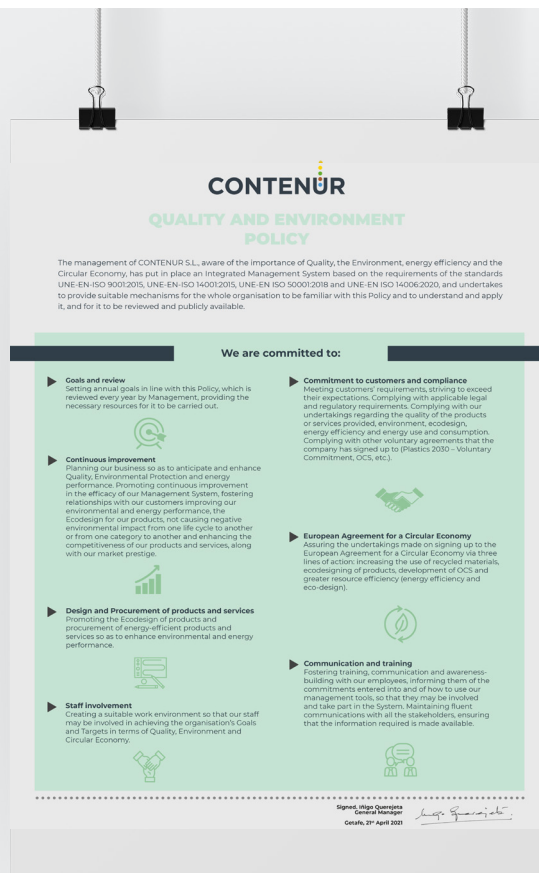 CONTENUR
QUALITY AND ENVIRONMENT
POLICY
The management of CONTENUR S.L., aware of the importance of Quality, the Environment, energy efficiency and the
Circular Economy, has put in place an Integrated Management System based on the requirements of the standards
UNE-EN-ISO 9001:2015, UNE-EN-ISO 14001:2015, UNE-EN ISO 50001:2018 and UNE-EN ISO 14006:2020, and undertakes
to provide suitable mechanisms for the whole organisation to be familiar with this Policy and to understand and apply
it, and for it to be reviewed and publicly available.
We are committed to:
Goals and review
Setting annual goals in line with this Policy, which is
reviewed every year by Management, providing the
necessary resources for it to be carried out.
Continuous improvement
Planning our business so as to anticipate and enhance
Quality, Environmental Protection and energy
performance. Promoting continuous improvement
in the efficacy of our Management System, fostering
relationships with our customers improving our
environmental and energy performance, the
Ecodesign for our products, not causing negative
environmental impact from one life cycle to another
or from one category to another and enhancing the
competitiveness of our products and services, along
with our market prestige.
Design and Procurement of products and services
Promoting the Ecodesign of products and
procurement of energy-efficient products and
services so as to enhance environmental and energy
performance.
Staff involvement
Creating a suitable work environment so that our staff
may be involved in achieving the organisation's Goals
and Targets in terms of Quality, Environment and
Circular Economy.
Commitment to customers and compliance
Meeting customers' requirements, striving to exceed
their expectations. Complying with applicable legal
and regulatory requirements. Complying with our
undertakings regarding the quality of the products
or services provided, environment, ecodesign,
energy efficiency and energy use and consumption.
Complying with other voluntary agreements that the
company has signed up to (Plastics 2030 – Voluntary
Commitment, OCS, etc.).
European Agreement for a Circular Economy
Assuring the undertakings made on signing up to the
European Agreement for a Circular Economy via three
lines of action: increasing the use of recycled materials,
ecodesigning of products, development of OCS and
greater resource efficiency (energy efficiency and
eco-design).
Communication and training
Fostering training, communication and awareness-
building with our employees, informing them of the
commitments entered into and of how to use our
management tools, so that they may be involved
and take part in the System. Maintaining fluent
communications with all the stakeholders, ensuring
that the information required is made available.
Signed. Iñigo Querejeta
General Manager
Getafe, 21st April 2021
Iñigo Querejeta